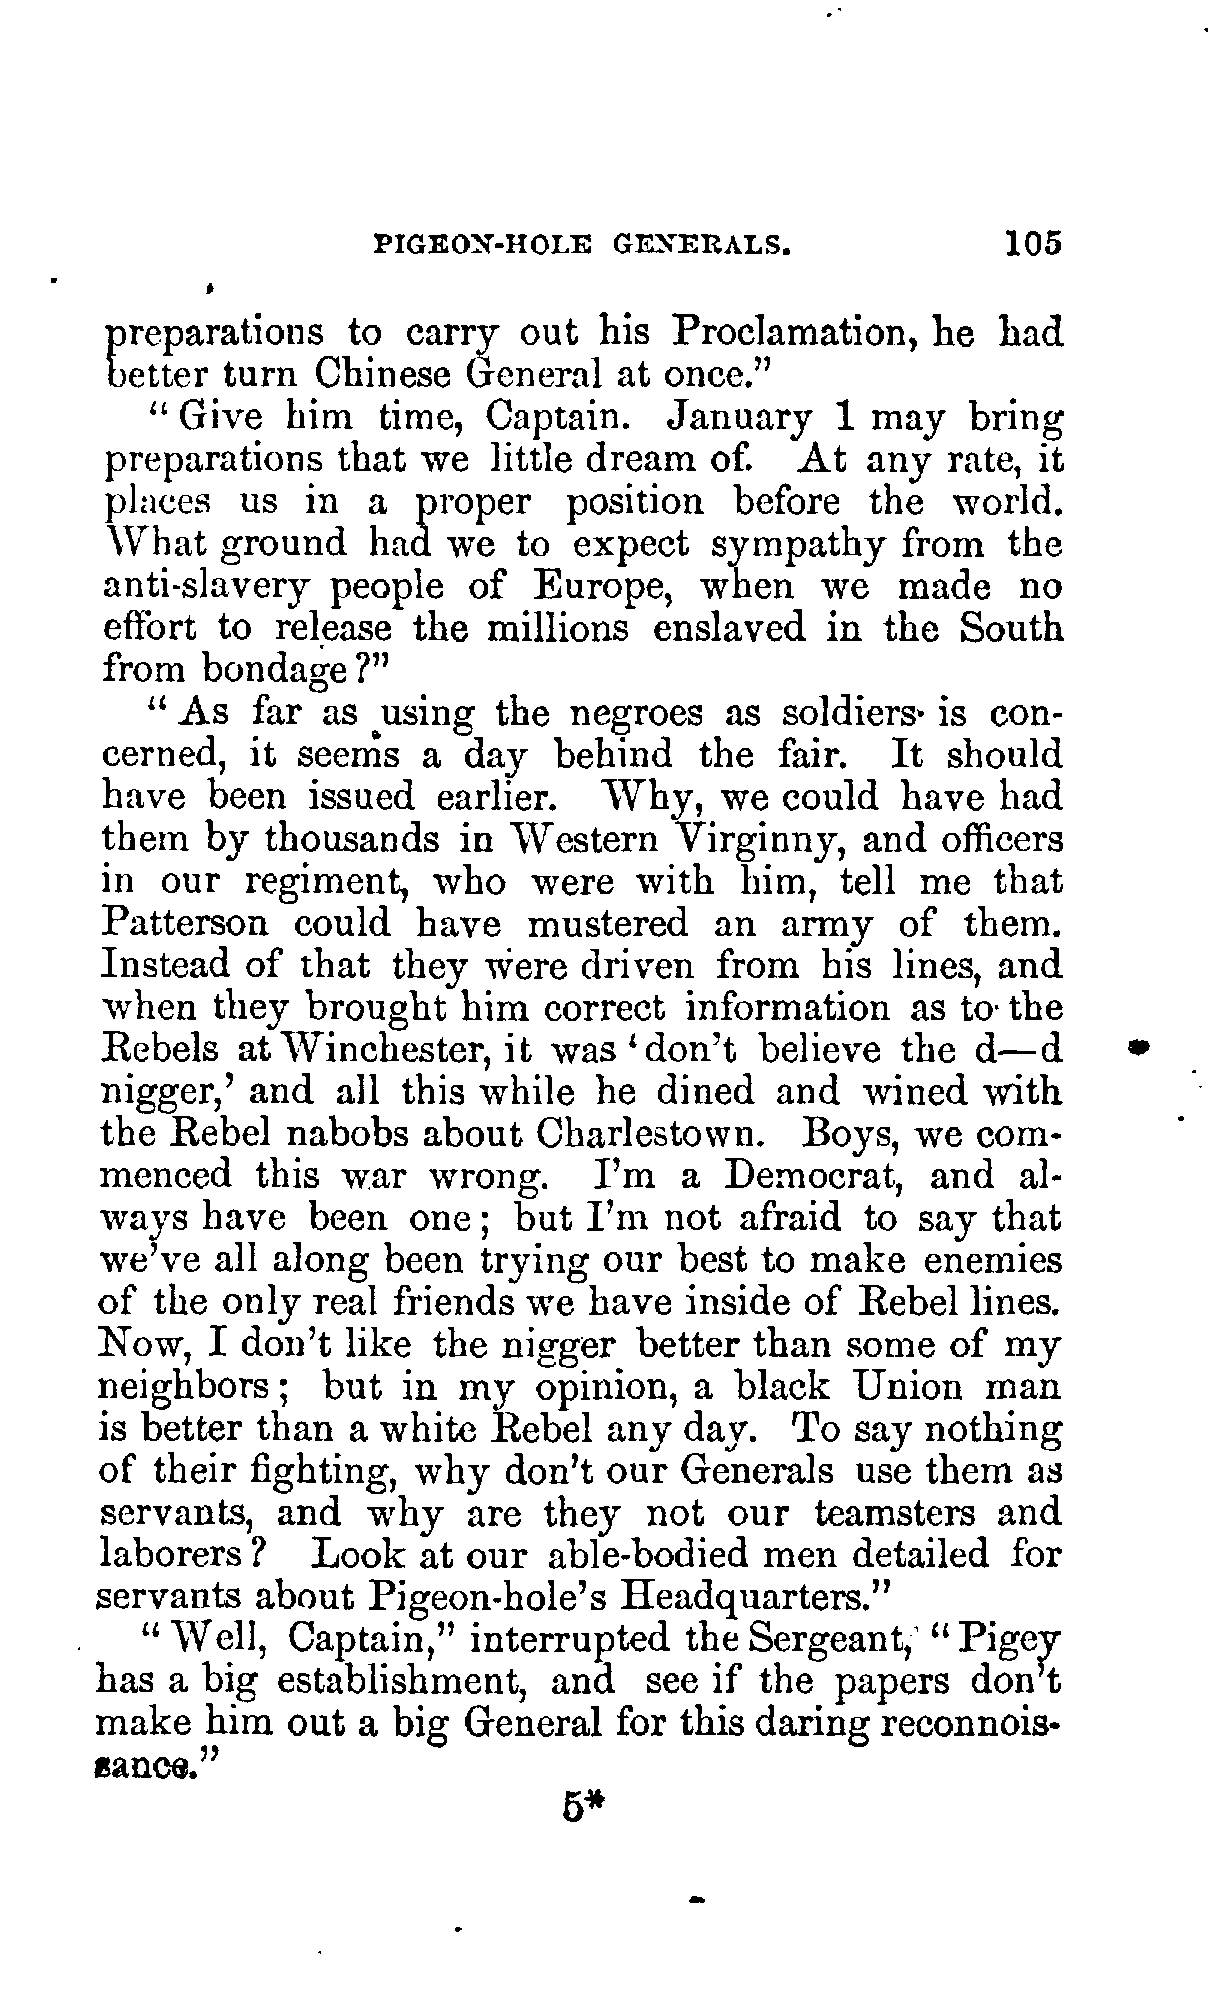 PIGEON-HOLE GENERALS. 105
preparations to carry out his Proclamation, he had
better turn Chinese General at once."
"Give him time, Captain. January 1 may bring
preparations that we little dream of. At any rate, it
places us in a proper position before the world.
What ground had we to expect sympathy from the
anti-slavery people of Europe, when we made no
effort to release the millions enslaved in the South
from bondage?"
"As far as using the negroes as soldiers is con-
cerned, it seems a day behind the fair. It should
have been issued earlier. Why, we could have had
them by thousands in Western Virginny, and officers
in our regiment, who were with him, tell me that
Patterson could have mustered an army of them.
Instead of that they were driven from his lines, and
when they brought him correct information as to the
Rebels at Winchester, it was 'don't believe the d—d
nigger,' and all this while he dined and wined with
the Rebel nabobs about Charlestown. Boys, we com-
menced this war wrong. I'm a Democrat, and al-
ways have been one; but I'm not afraid to say that
we've all along been trying our best to make enemies
of the only real friends we have inside of Rebel lines.
Now, I don't like the nigger better than some of my
neighbors; but in my opinion, a black Union man
is better than a white Rebel any day. To say nothing
of their fighting, why don't our Generals use them as
servants, and why are they not our teamsters and
laborers? Look at our able-bodied men detailed for
servants about Pigeon-hole's Headquarters."
"Well, Captain," interrupted the Sergeant, "Pigey
has a big establishment, and see if the papers don't
make him out a big General for this daring reconnois-
sance."
5*